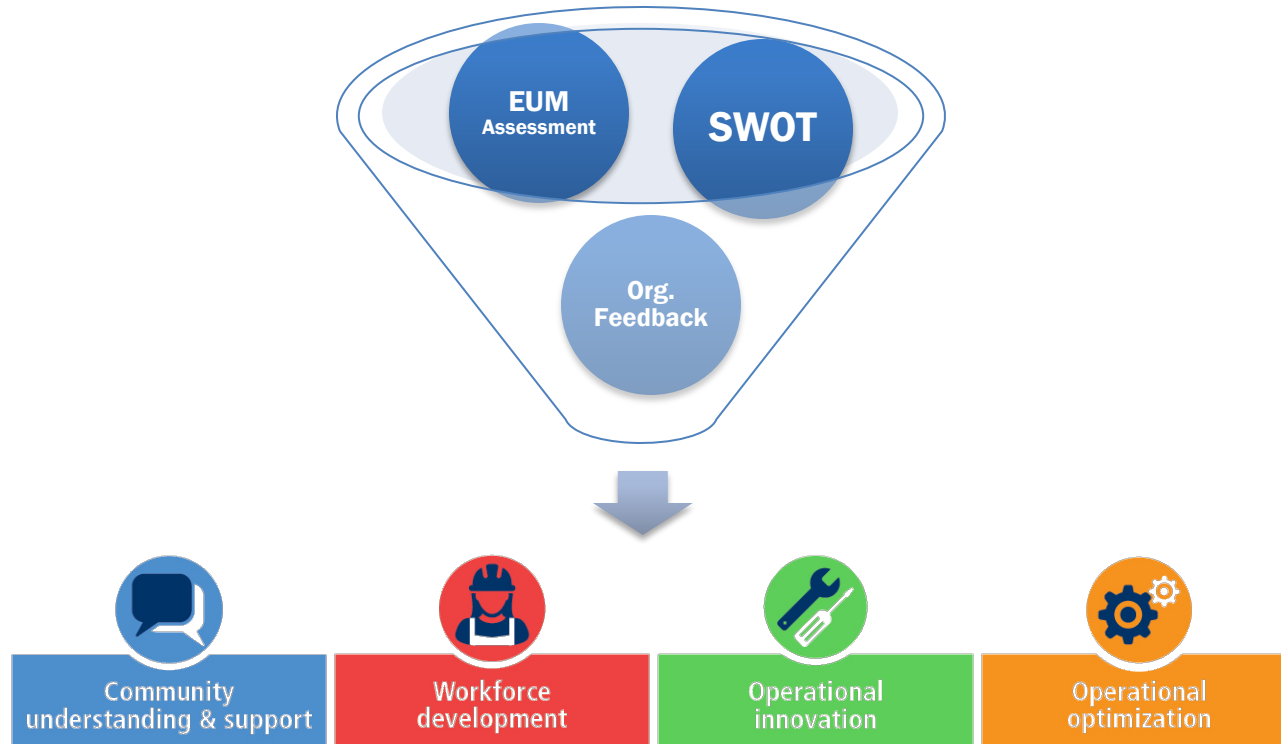 EUM
Assessment
SWOT
Org.
Feedback
Community
understanding & support
Workforce
development
Operational
innovation
Operational
optimization